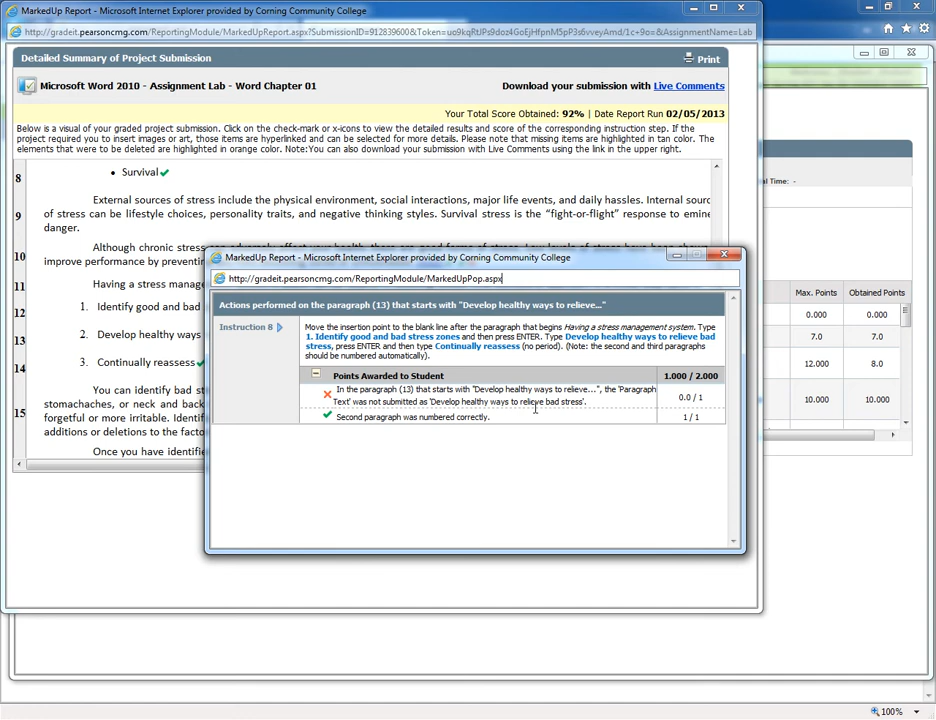 MarkedUp Report - Microsoft Internet Explorer provided by Corning Community College
http://gradeit.pearsoncmg.com/ReportingModule/MarkedUpReport.aspx?SubmissionID=912839600&Token=
&AssignmentName=Lab
Detailed Summary of Project Submission
Print
Microsoft Word 2010 - Assignment Lab - Word Chapter 01
Download your submission with Live Comments
Your Total Score Obtained: 92% | Date Report Run 02/05/2013
Below is a visual of your graded project submission. Click on the check-mark or x-icons to view the detailed results and score of the corresponding instruction step. If the
project required you to insert images or art, those items are hyperlinked and can be selected for more details. Please note that missing items are highlighted in tan color. The
elements that were to be deleted are highlighted in orange color. Note:You can also download your submission with Live Comments using the link in the upper right.
8 • Survival
External sources of stress include the physical environment, social interactions, major life events, and daily hassles. Internal sourc
9 of stress can be lifestyle choices, personality traits, and negative thinking styles. Survival stress is the “fight-or-flight” response to emine
danger.
Although chronic stress
10 improve performance by preventin
11 Having a stress manag
12 1. Identify good and bad
13 2. Develop healthy ways
14 3. Continually reassess
You can identify bad st
stomachaches, or neck and back
15 forgetful or more irritable. Identif
additions or deletions to the facto
Once you have identifie
al Time: -
Max. Points Obtained Points
0.000 0.000
7.0 7.0
12.000 8.0
10.000 10.000
MarkedUp Report - Microsoft Internet Explorer provided by Corning Community College
http://gradeit.pearsoncmg.com/ReportingModule/MarkedUpPop.aspx
Actions performed on the paragraph (13) that starts with "Develop healthy ways to relieve..."
Instruction 8
Move the insertion point to the blank line after the paragraph that begins Having a stress management system. Type
1. Identify good and bad stress zones and then press ENTER. Type Develop healthy ways to relieve bad
stress, press ENTER and then type Continually reassess (no period). (Note: the second and third paragraphs
should be numbered automatically).
Points Awarded to Student 1.000 / 2.000
In the paragraph (13) that starts with "Develop healthy ways to relieve...", the 'Paragraph
Text' was not submitted as 'Develop healthy ways to relieve bad stress'. 0.0 / 1
Second paragraph was numbered correctly. 1 / 1
100%